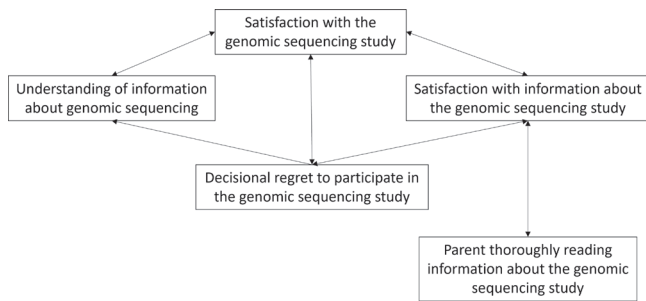 Satisfaction with the
genomic sequencing study
Understanding of information
about genomic sequencing
Satisfaction with information about
the genomic sequencing study
Decisional regret to participate in
the genomic sequencing study
Parent thoroughly reading
information about the genomic
sequencing study